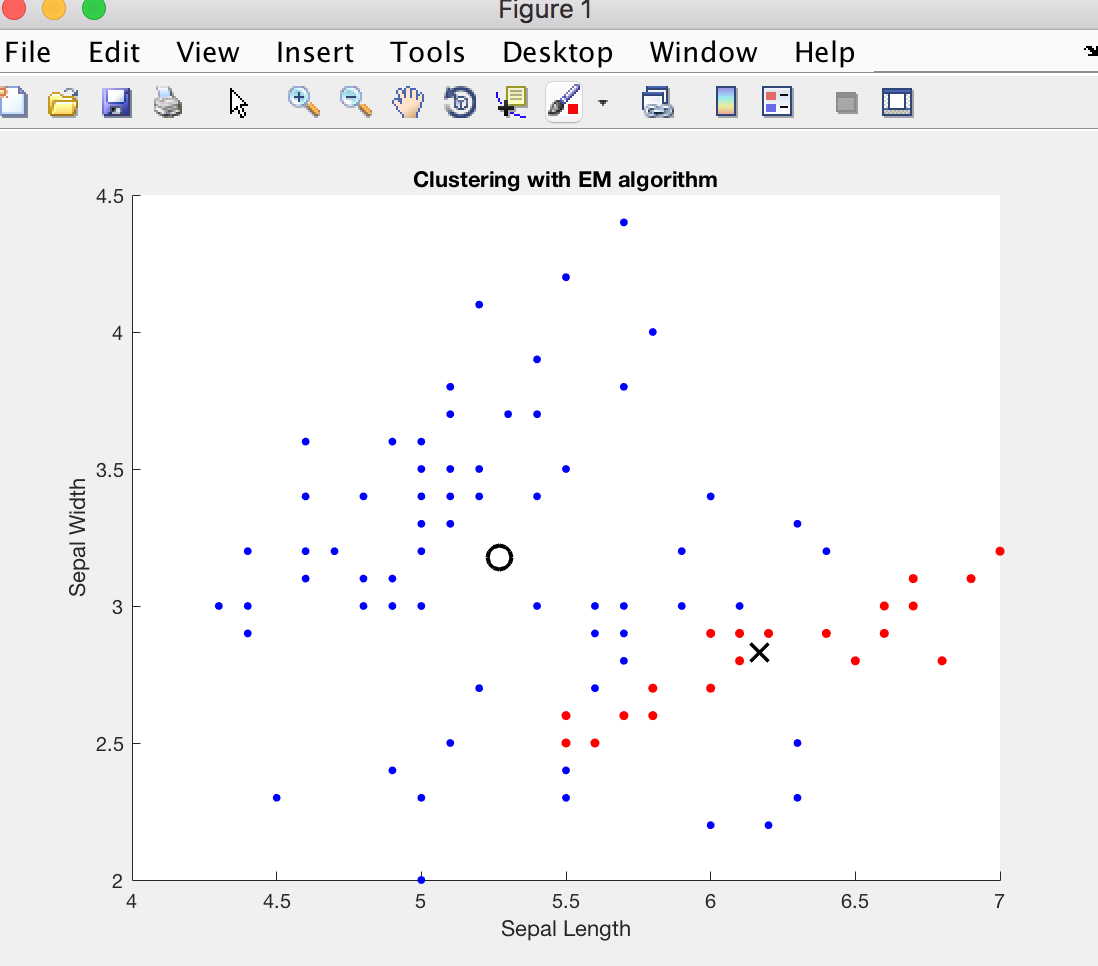 Figure 1
File Edit View Insert Tools Desktop Window Help
Clustering with EM algorithm
4.5
4
3.5
3
2.5
2
Sepal Width
4 4.5 5 5.5 6 6.5 7
Sepal Length